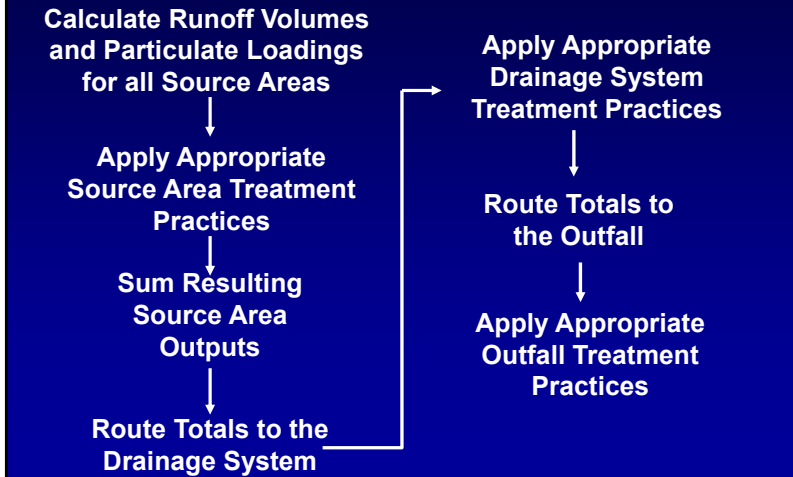 Calculate Runoff Volumes
and Particulate Loadings
for all Source Areas
Apply Appropriate
Source Area Treatment
Practices
Sum Resulting
Source Area
Outputs
Route Totals to the
Drainage System
Apply Appropriate
Drainage System
Treatment Practices
Route Totals to
the Outfall
Apply Appropriate
Outfall Treatment
Practices